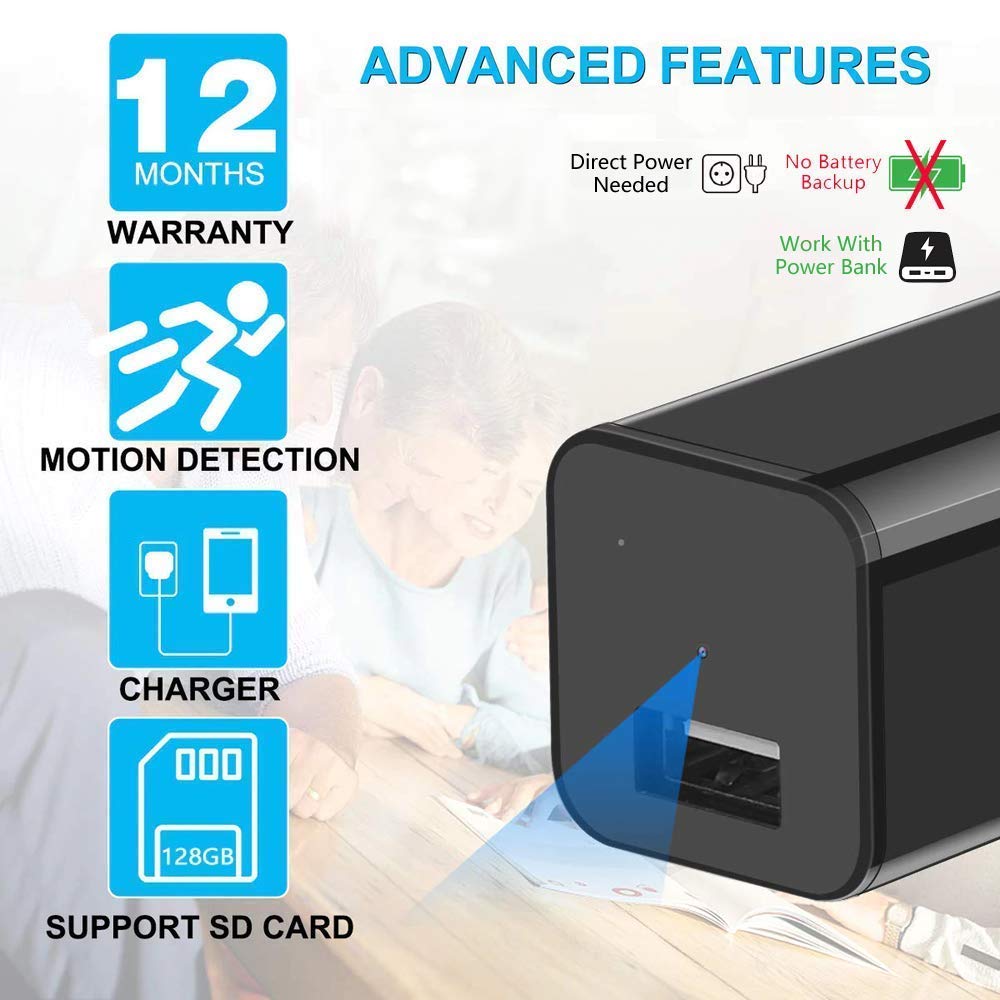 ADVANCED FEATURES
12
MONTHS
WARRANTY
Direct Power
Needed
No Battery
Backup
Work With
Power Bank
MOTION DETECTION
CHARGER
128GB
SUPPORT SD CARD